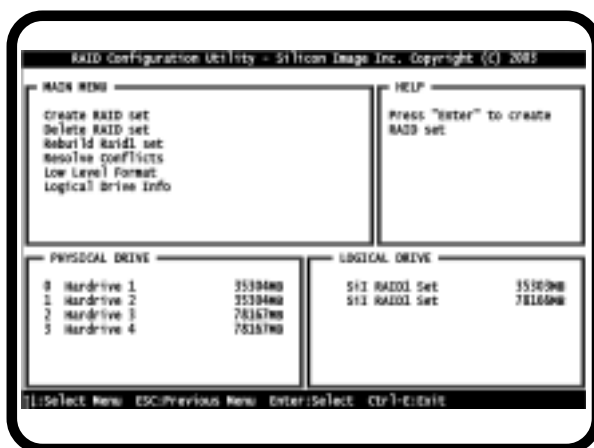 RAID Configuration Utility - Silicon Image Inc. Copyright (C) 2003
MAIN MENU
Create RAID set
Delete RAID set
Rebuild Raid1 set
Resolve Conflicts
Low Level Format
Logical Drive Info
HELP
Press "Enter" to create
RAID set
PHYSICAL DRIVE
0 Hardrive 1 35304MB
1 Hardrive 2 35304MB
2 Hardrive 3 78167MB
3 Hardrive 4 78167MB
LOGICAL DRIVE
SiI RAID1 Set 35303MB
SiI RAID1 Set 78166MB
:Select Menu ESC:Previous Menu Enter:Select Ctrl-E:Exit